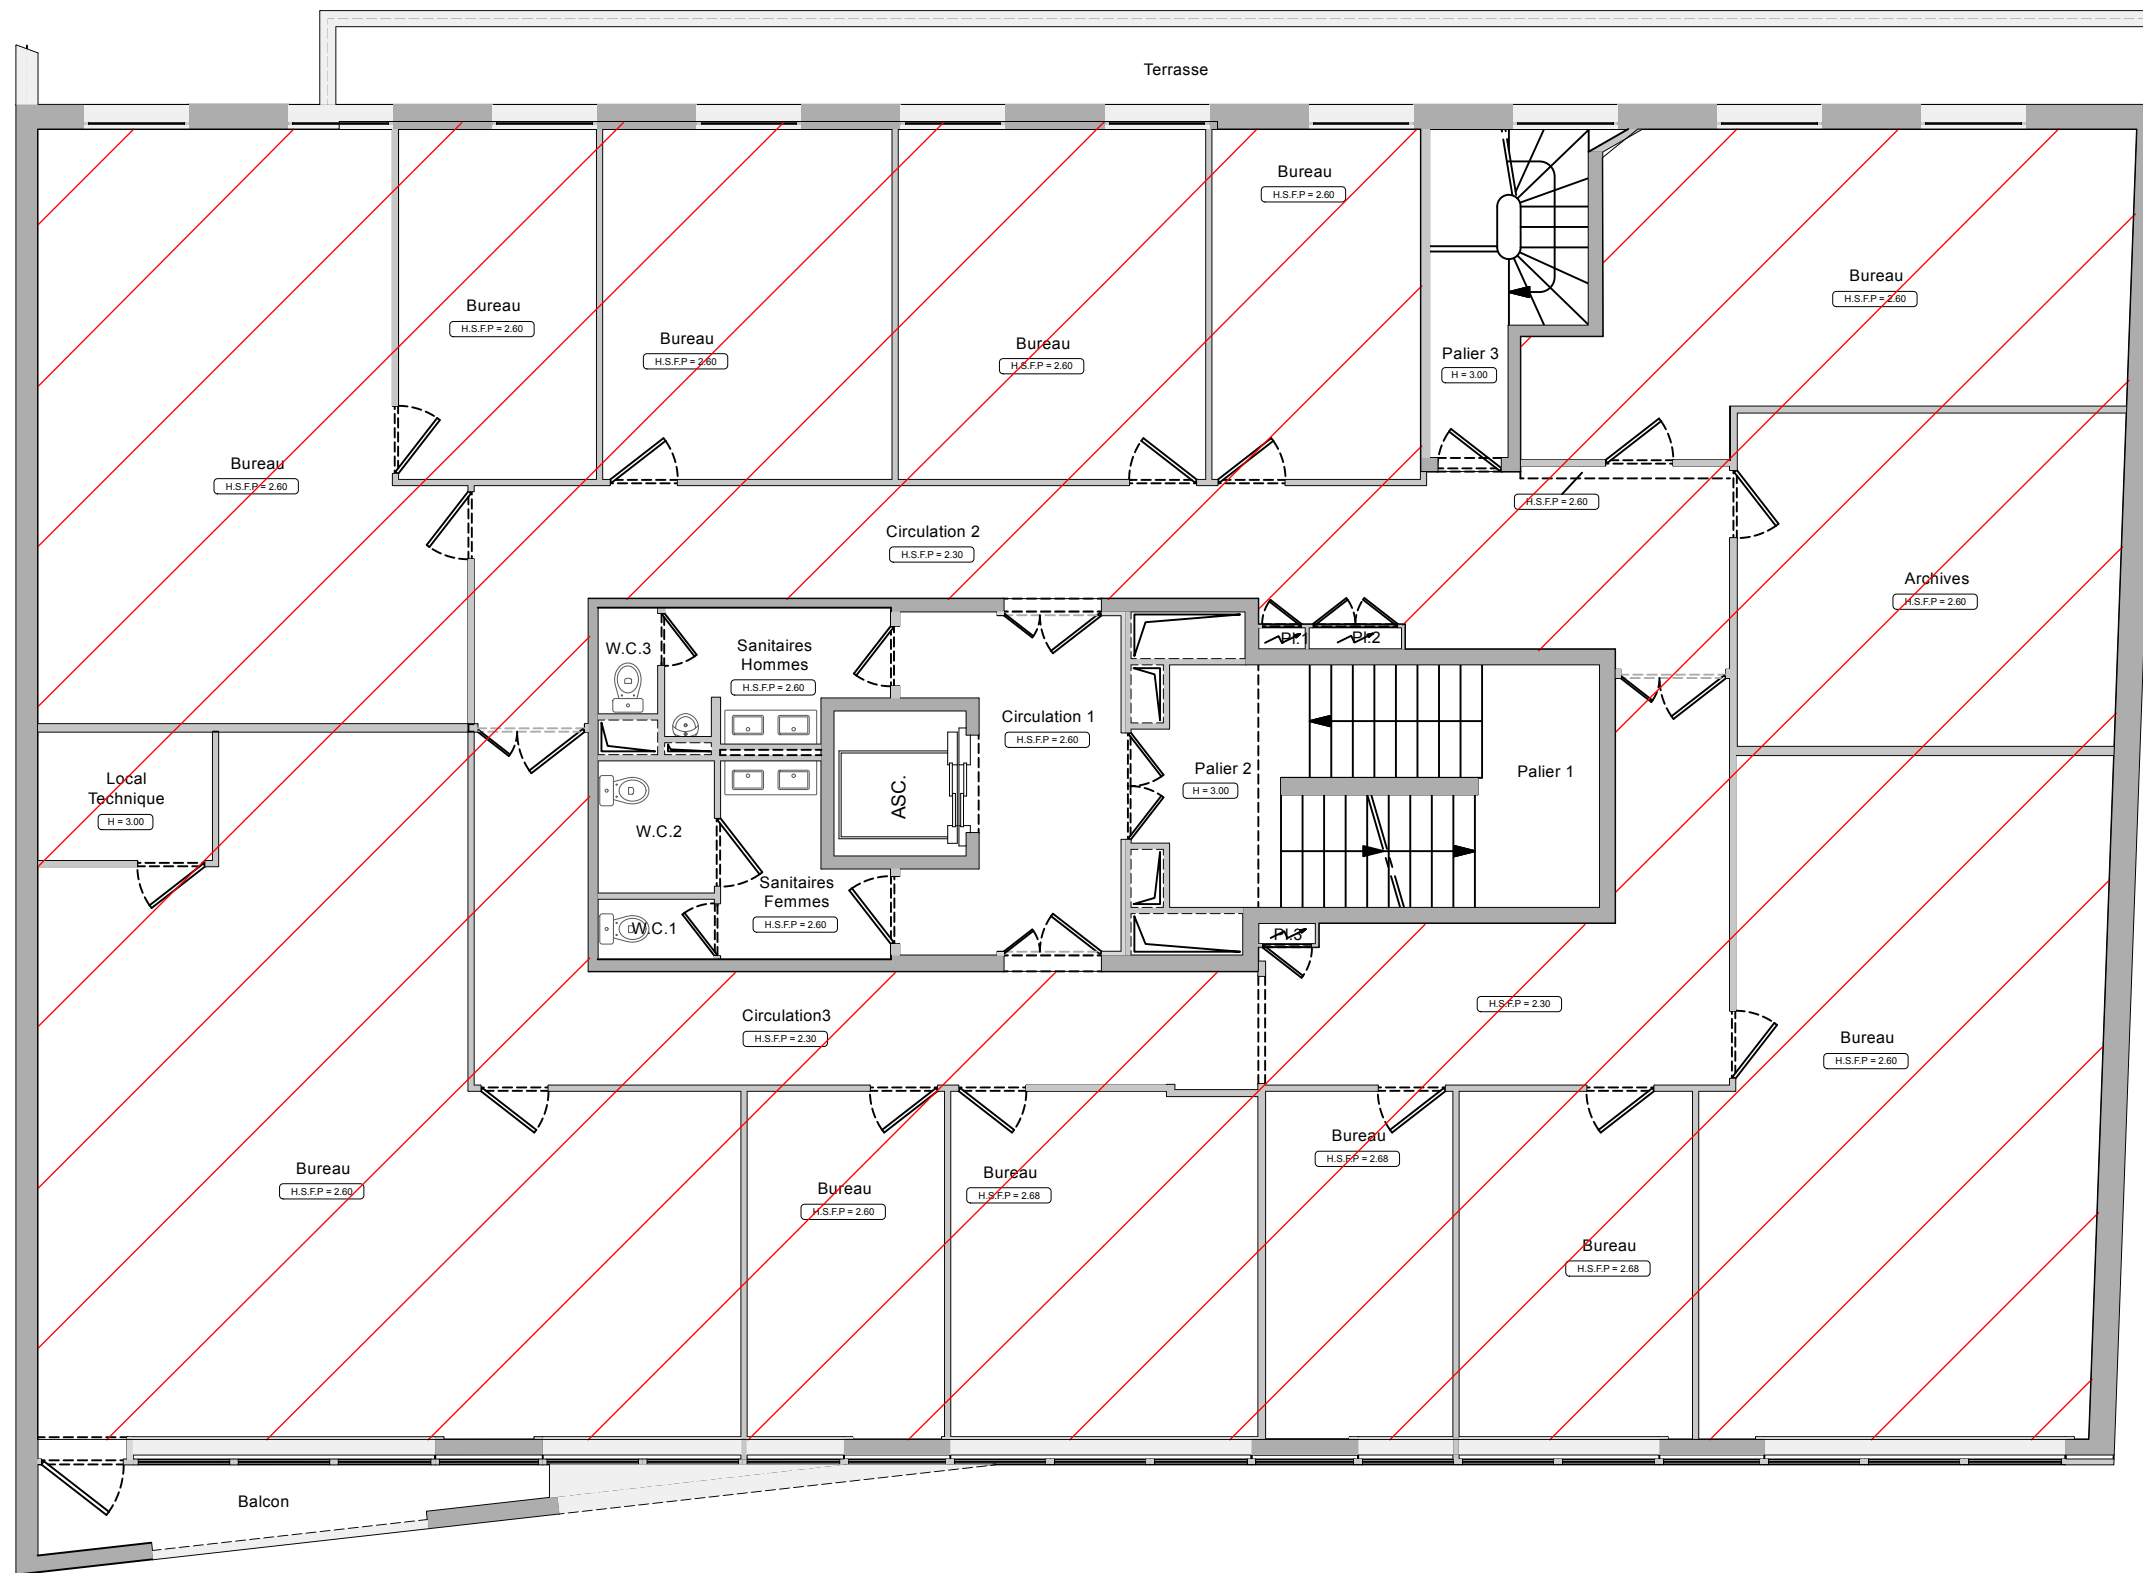 Terrasse
Bureau
H.S.F.P = 2.60
Bureau
H.S.F.P = 2.60
Bureau
H.S.F.P = 2.60
Bureau
H.S.F.P = 2.60
Bureau
H.S.F.P = 2.60
Palier 3
H = 3.00
Bureau
H.S.F.P = 2.60
H.S.F.P = 2.60
Circulation 2
H.S.F.P = 2.30
Archives
H.S.F.P = 2.60
W.C.3
Sanitaires
Hommes
H.S.F.P = 2.60
Pl.1
Pl.2
Circulation 1
H.S.F.P = 2.60
Local
Technique
H = 3.00
ASC.
Palier 2
H = 3.00
Palier 1
W.C.2
Sanitaires
Femmes
H.S.F.P = 2.60
W.C.1
Pl.3
Circulation3
H.S.F.P = 2.30
H.S.F.P = 2.30
Bureau
H.S.F.P = 2.60
Bureau
H.S.F.P = 2.60
Bureau
H.S.F.P = 2.60
Bureau
H.S.F.P = 2.68
Bureau
H.S.F.P = 2.68
Bureau
H.S.F.P = 2.68
Balcon